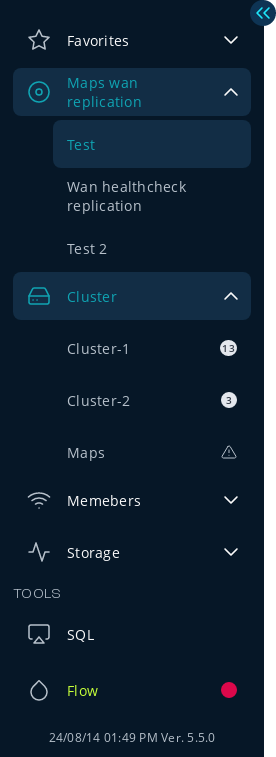 Favorites
Maps wan
replication
Test
Wan healthcheck
replication
Test 2
Cluster
Cluster-1 13
Cluster-2 3
Maps
Memebers
Storage
TOOLS
SQL
Flow
24/08/14 01:49 PM Ver. 5.5.0